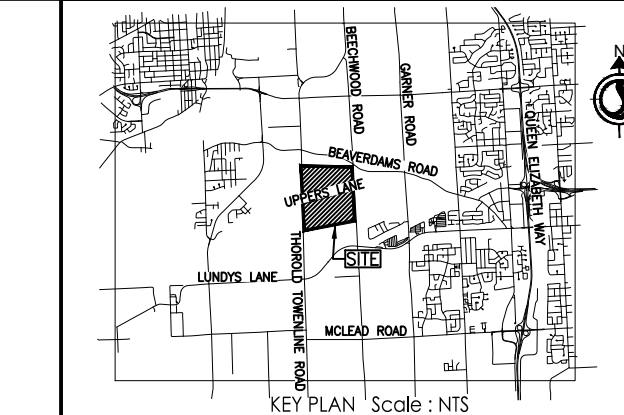 BEECHWOOD ROAD
GARNER ROAD
N
QUEEN ELIZABETH WAY
BEAVERDAMS ROAD
UPPERS LANE
THOROLD TOWENLINE ROAD
SITE
LUNDYS LANE
MCLEAD ROAD
KEY PLAN Scale : NTS